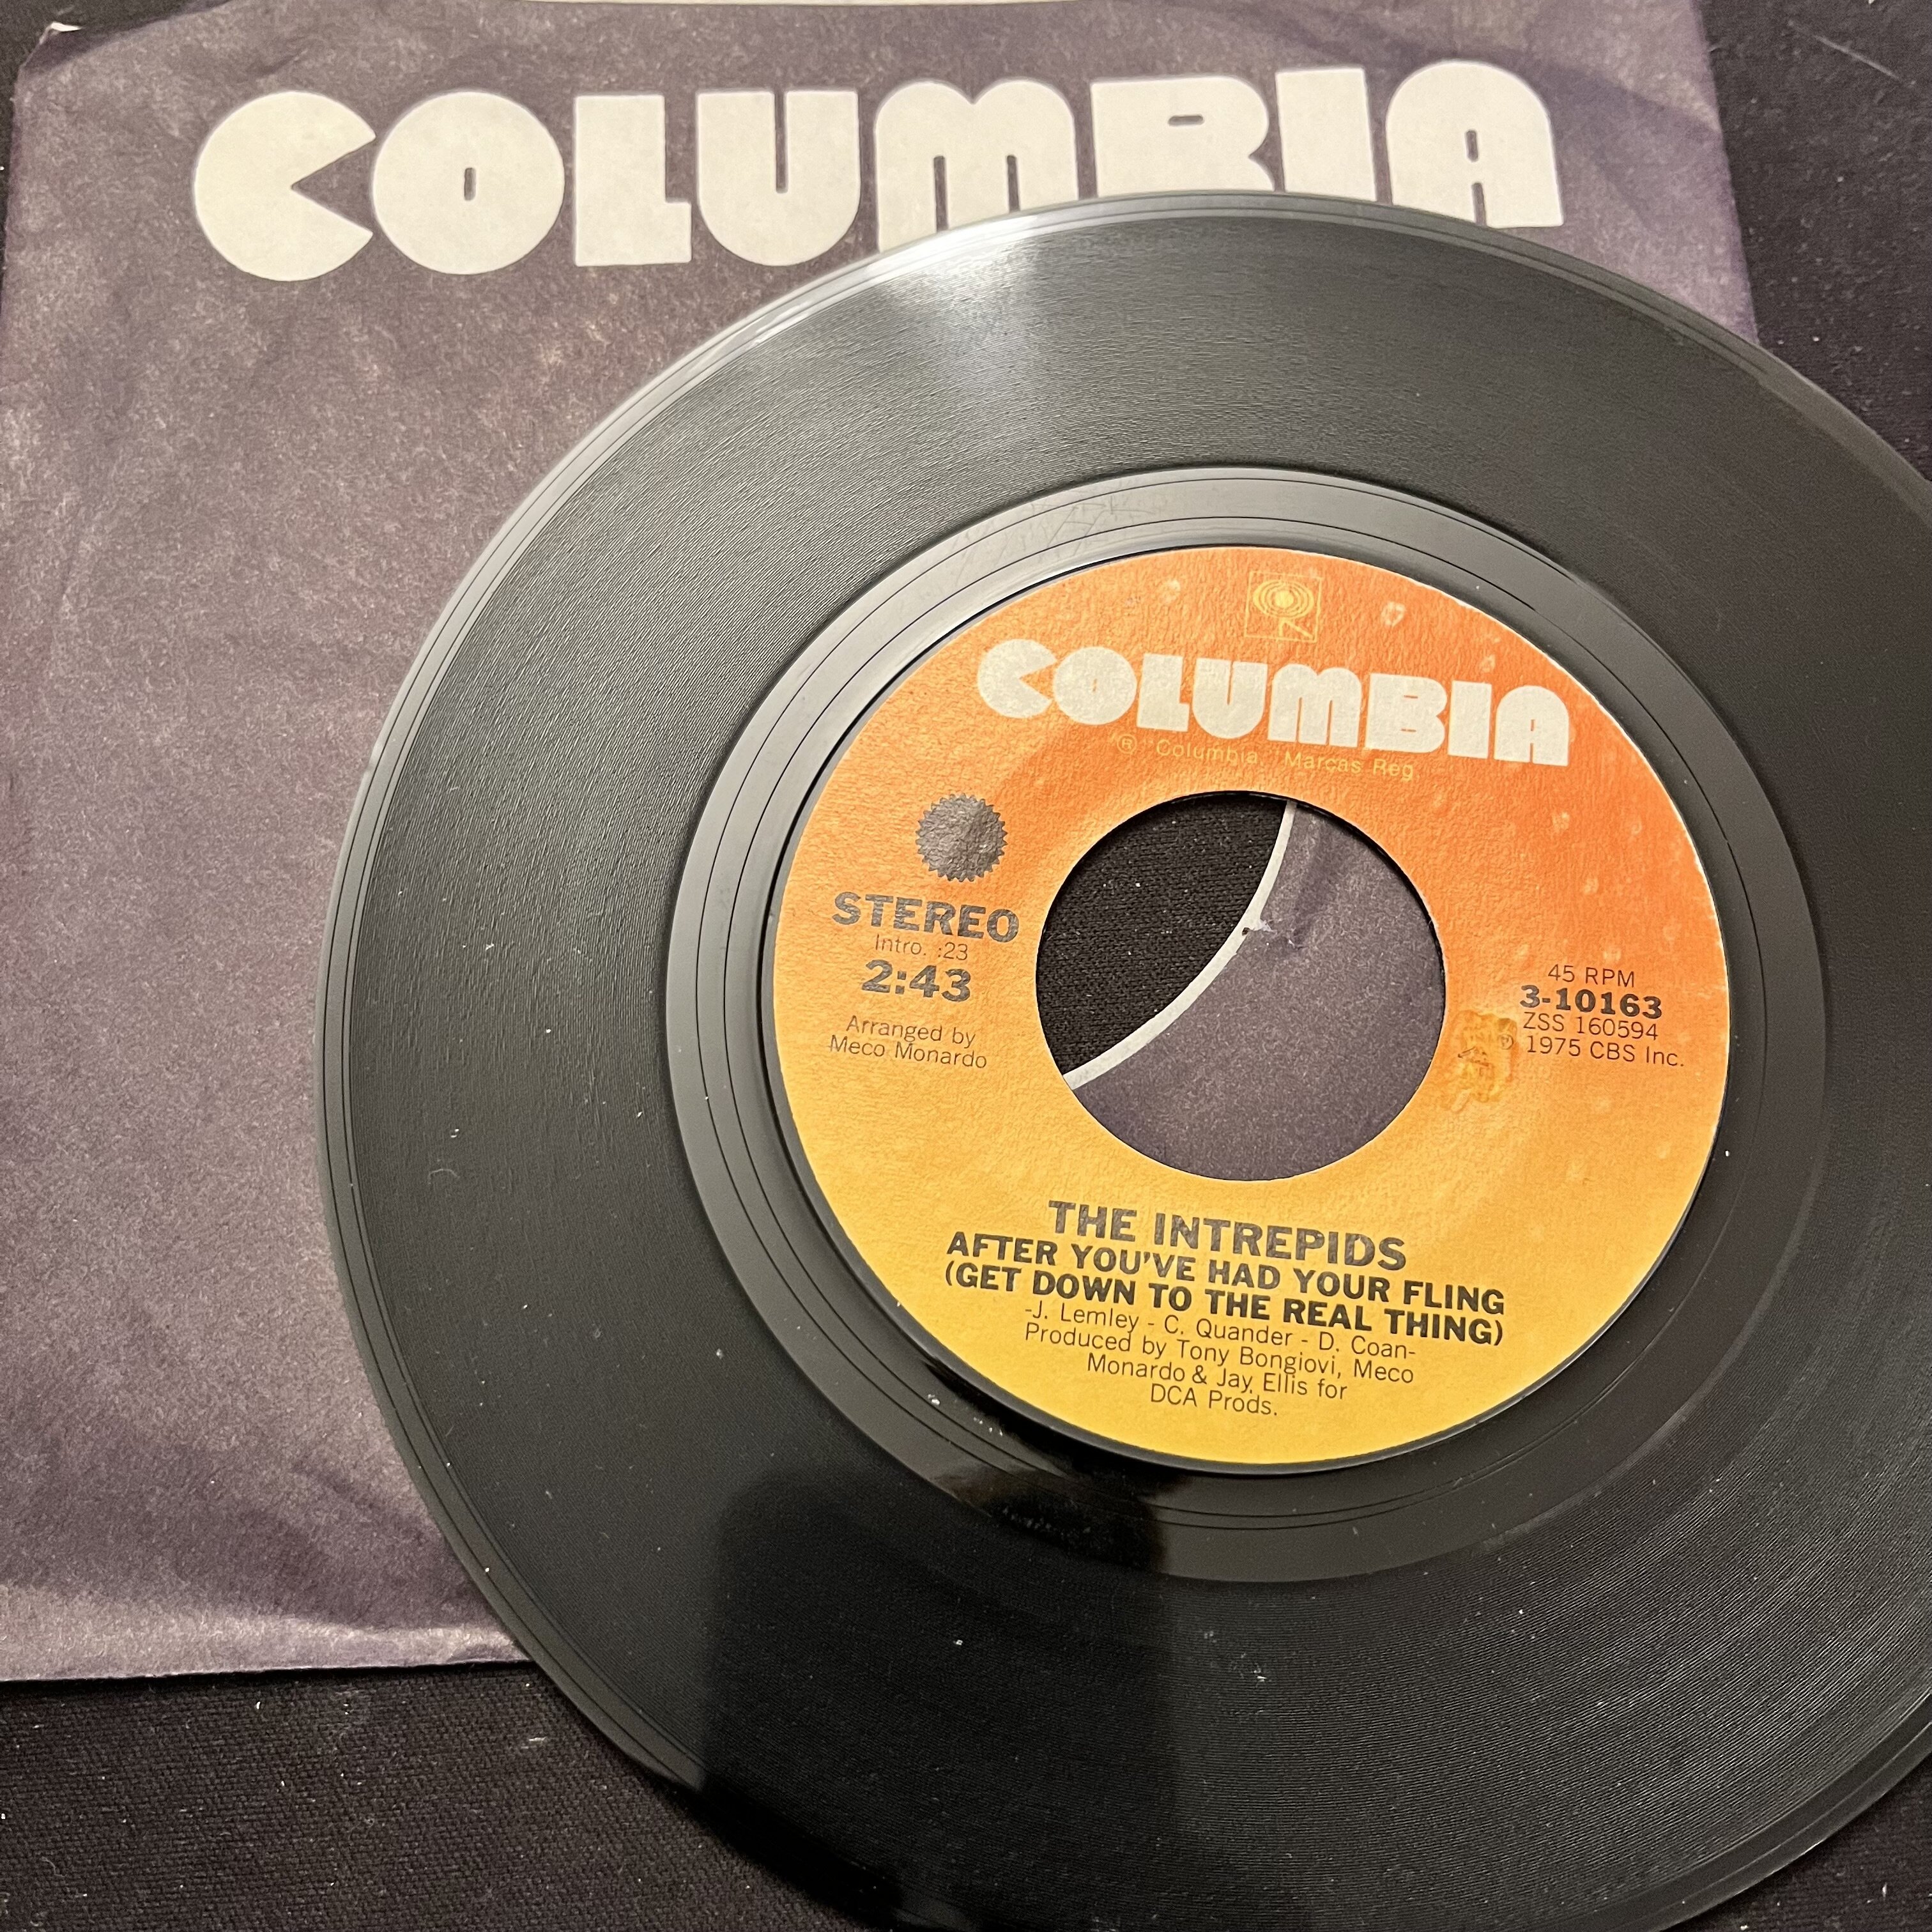 COLUMBIA
COLUMBIA
® "Columbia," Marcas Reg.
STEREO
Intro. :23
2:43
Arranged by
Meco Monardo
45 RPM
3-10163
ZSS 160594
℗ 1975 CBS Inc.
THE INTREPIDS
AFTER YOU'VE HAD YOUR FLING
(GET DOWN TO THE REAL THING)
-J. Lemley - C. Quander - D. Coan-
Produced by Tony Bongiovi, Meco
Monardo & Jay Ellis for
DCA Prods.